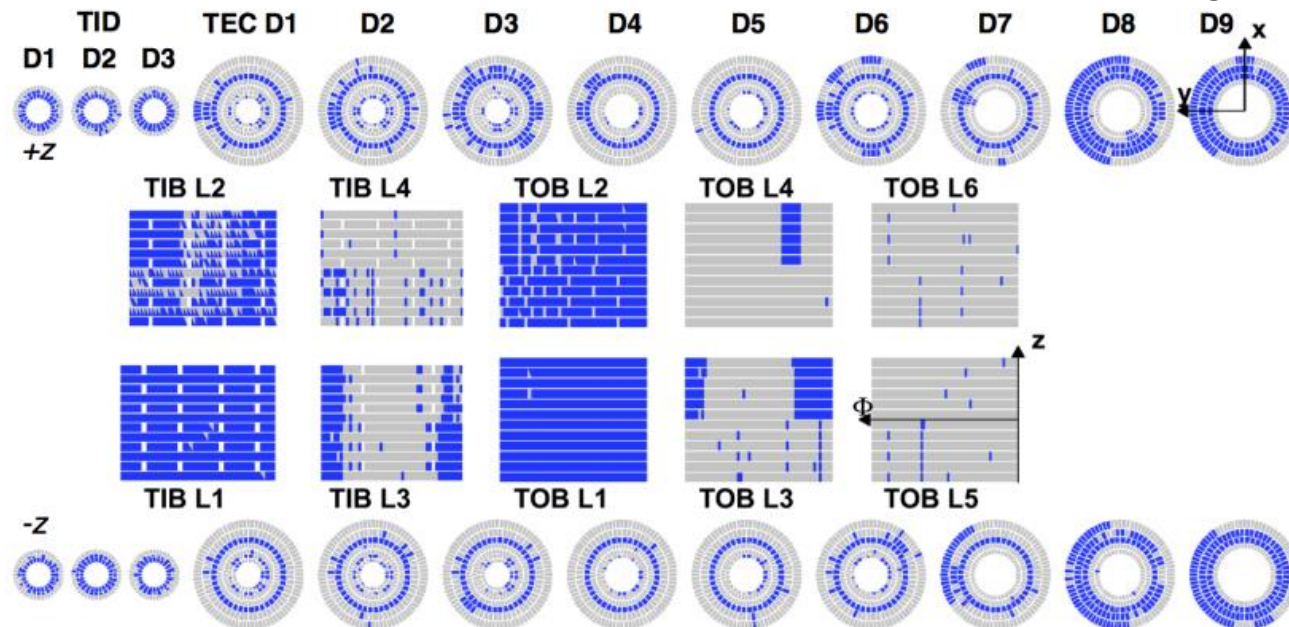 TID TEC D1 D2 D3 D4 D5 D6 D7 D8 D9
D1 D2 D3
x
y
+z
TIB L2 TIB L4 TOB L2 TOB L4 TOB L6
z
Φ
TIB L1 TIB L3 TOB L1 TOB L3 TOB L5
-z